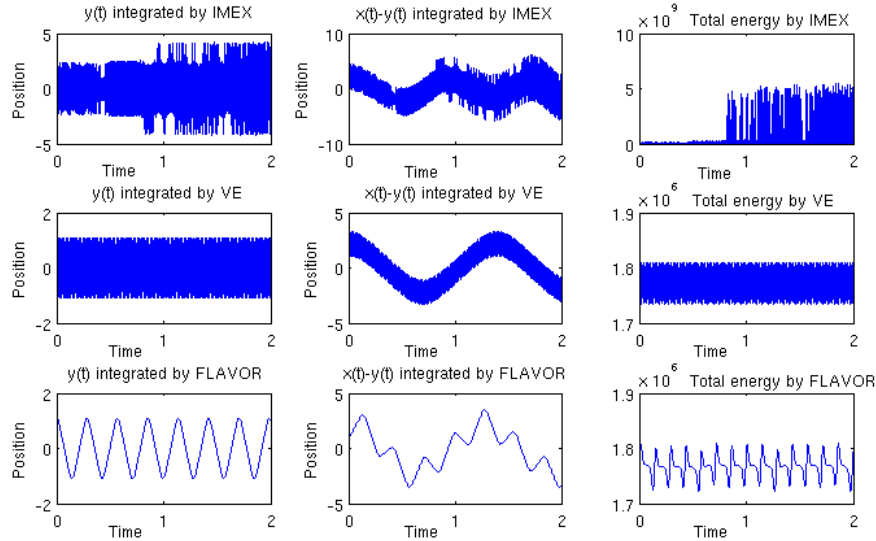 y(t) integrated by IMEX
x(t)-y(t) integrated by IMEX
× 10^9 Total energy by IMEX
Position
5
0
-5
0
1
2
Time
Position
10
0
-10
0
1
2
Time
10
5
0
0
1
2
Time
y(t) integrated by VE
x(t)-y(t) integrated by VE
× 10^6 Total energy by VE
Position
2
0
-2
0
1
2
Time
Position
5
0
-5
0
1
2
Time
1.9
1.8
1.7
0
1
2
Time
y(t) integrated by FLAVOR
x(t)-y(t) integrated by FLAVOR
× 10^6 Total energy by FLAVOR
Position
2
0
-2
0
1
2
Time
Position
5
0
-5
0
1
2
Time
1.9
1.8
1.7
0
1
2
Time